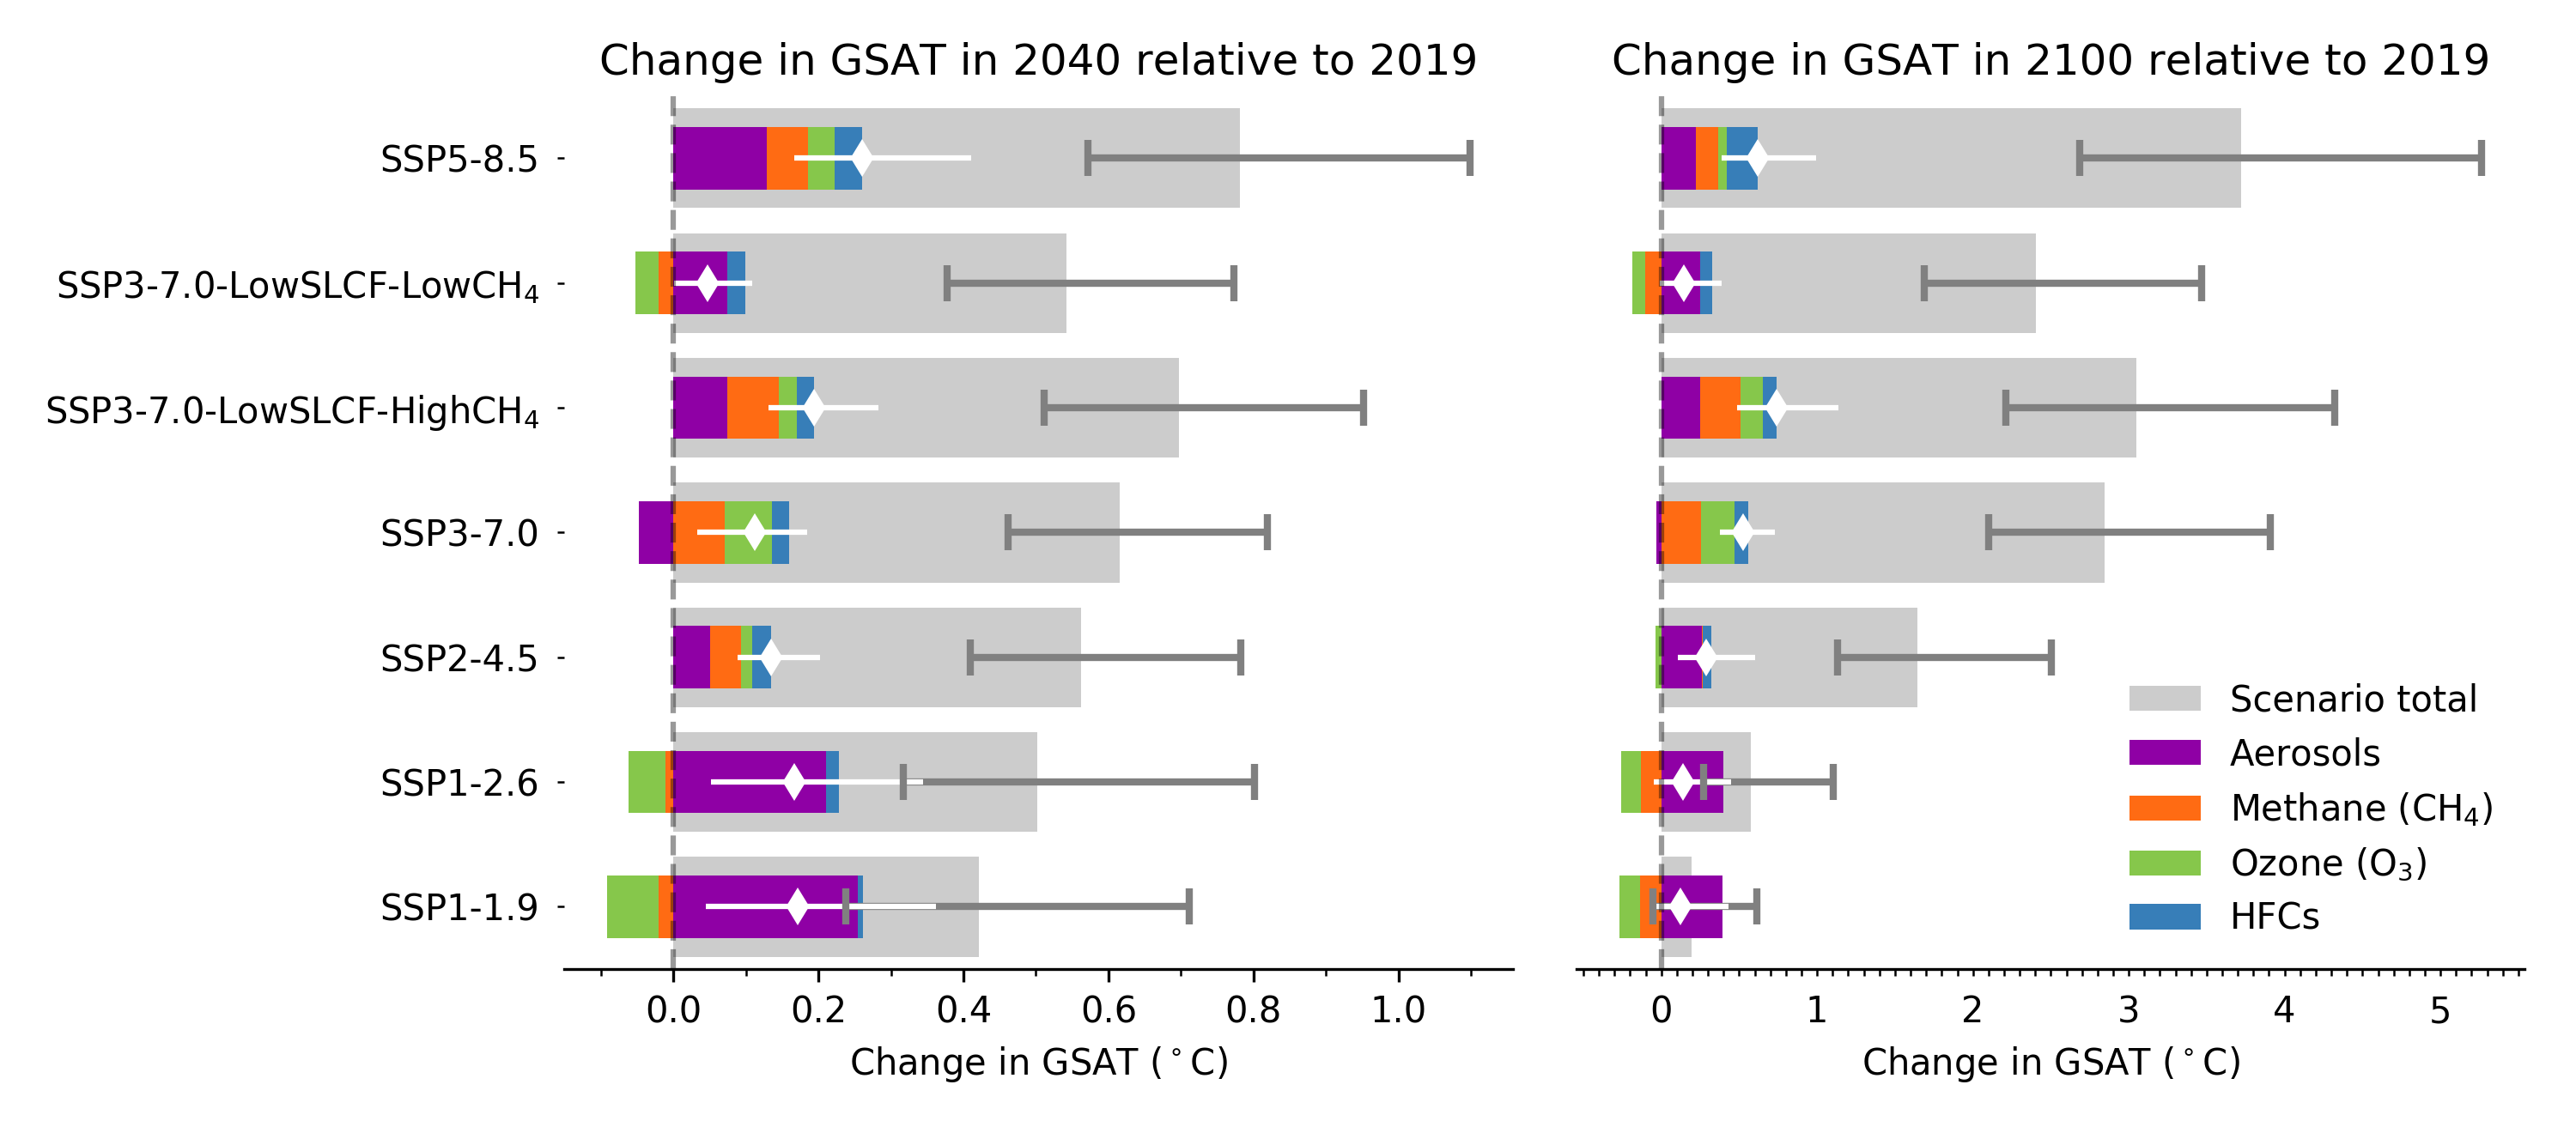 Change in GSAT in 2040 relative to 2019
SSP5-8.5
SSP3-7.0-LowSLCF-LowCH₄
SSP3-7.0-LowSLCF-HighCH₄
SSP3-7.0
SSP2-4.5
SSP1-2.6
SSP1-1.9
0.0 0.2 0.4 0.6 0.8 1.0
Change in GSAT (°C)
Change in GSAT in 2100 relative to 2019
Scenario total
Aerosols
Methane (CH₄)
Ozone (O₃)
HFCs
0 1 2 3 4 5
Change in GSAT (°C)